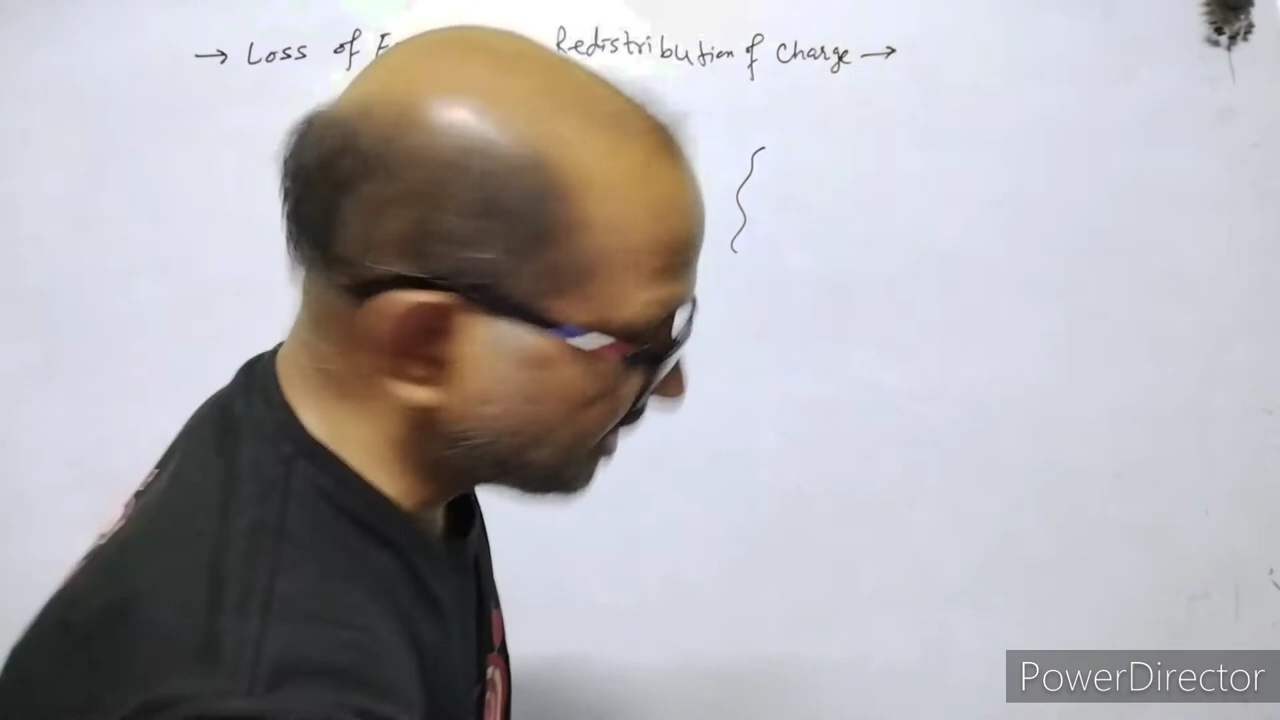 → Loss of Redistribution of Charge →
{
PowerDirector